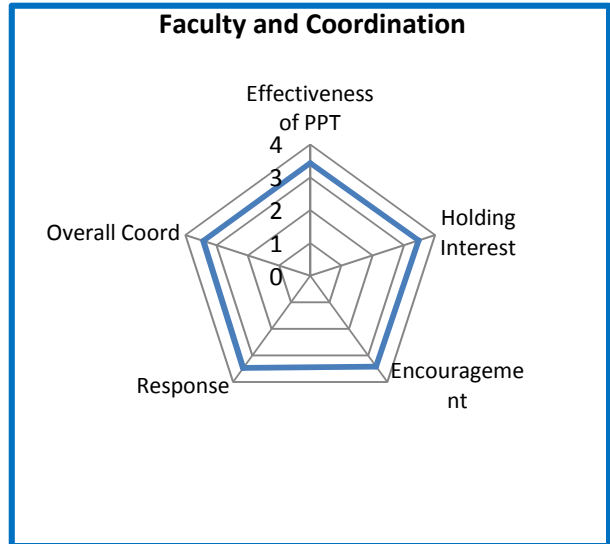 Faculty and Coordination
Effectiveness
of PPT
4
3
2
1
0
Holding
Interest
Encourageme
nt
Response
Overall Coord